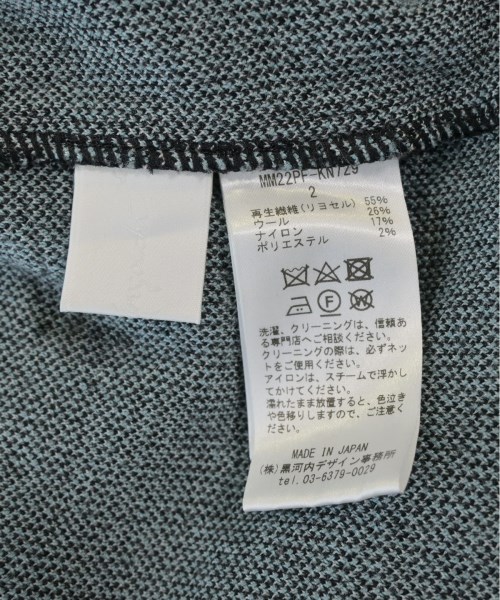 MM22PF-KN729
2
再生繊維(リヨセル) 55%
ウール 26%
ナイロン 17%
ポリエステル 2%
洗濯、クリーニングは、信頼あ
る専門店へご相談ください。
クリーニングの際は、必ずネッ
トをご使用ください。
アイロンは、スチームで浮かし
てかけてください。
濡れたまま放置すると、色泣き
や色移りしますので、ご注意く
ださい。
MADE IN JAPAN
(株)黒河内デザイン事務所
tel.03-6379-0029